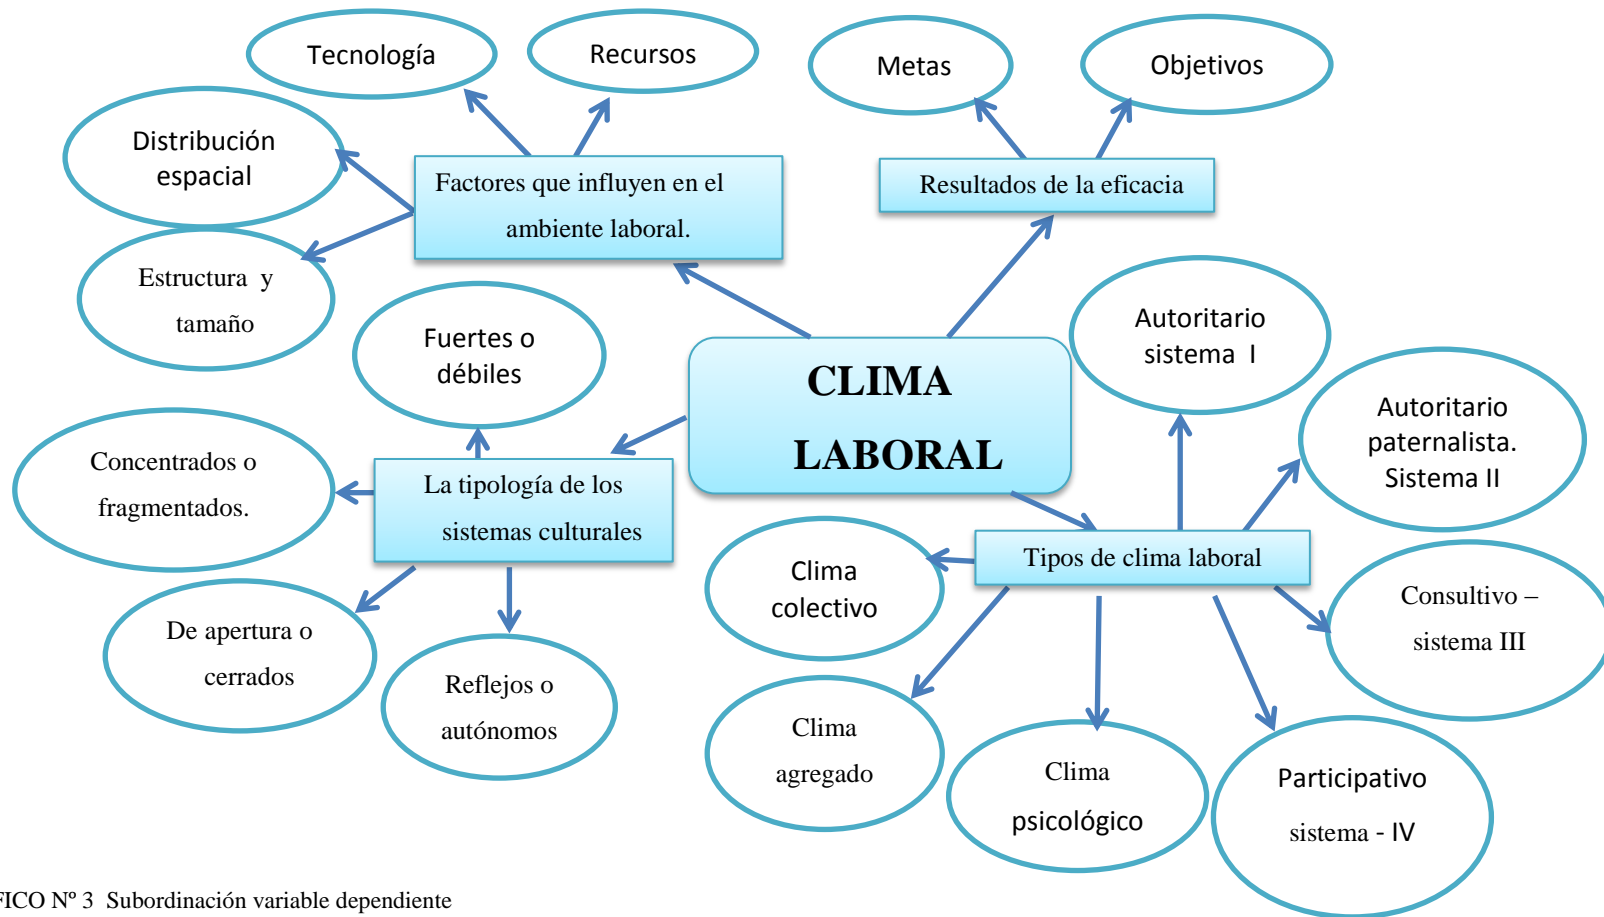 Tecnología
Recursos
Metas
Objetivos
Distribución
espacial
Factores que influyen en el
ambiente laboral.
Resultados de la eficacia
Estructura y
tamaño
Fuertes o
débiles
CLIMA
LABORAL
Autoritario
sistema I
Autoritario
paternalista.
Sistema II
Concentrados o
fragmentados.
La tipología de los
sistemas culturales
Tipos de clima laboral
Clima
colectivo
Consultivo –
sistema III
De apertura o
cerrados
Reflejos o
autónomos
Clima
agregado
Clima
psicológico
Participativo
sistema - IV
FICO Nº 3 Subordinación variable dependiente